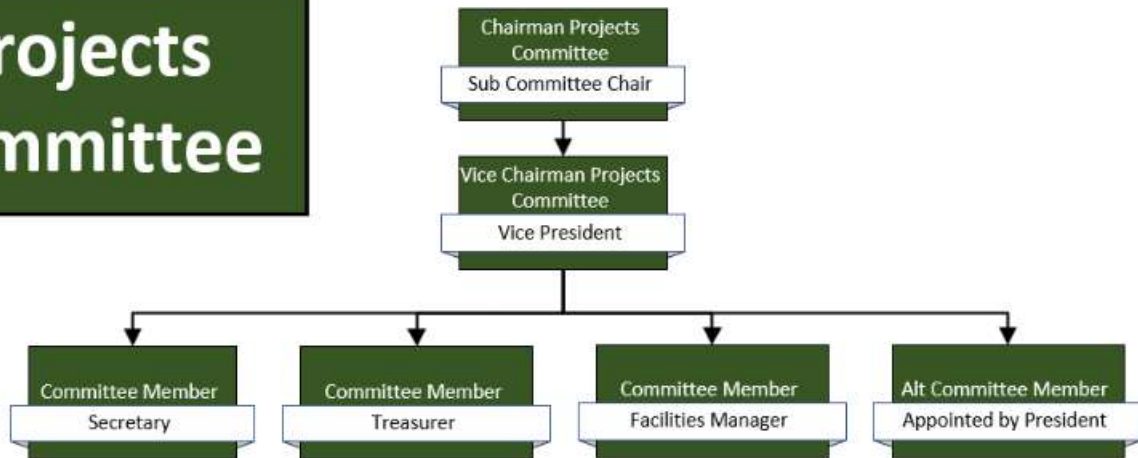 rojects
mmittee
Chairman Projects
Committee
Sub Committee Chair
Vice Chairman Projects
Committee
Vice President
Committee Member
Secretary
Committee Member
Treasurer
Committee Member
Facilities Manager
Alt Committee Member
Appointed by President